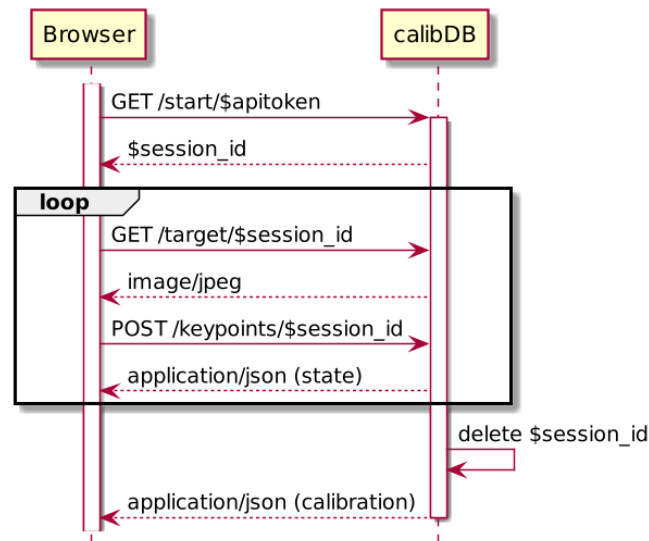 Browser
calibDB
GET /start/$apitoken
$session_id
loop
GET /target/$session_id
image/jpeg
POST /keypoints/$session_id
application/json (state)
delete $session_id
application/json (calibration)